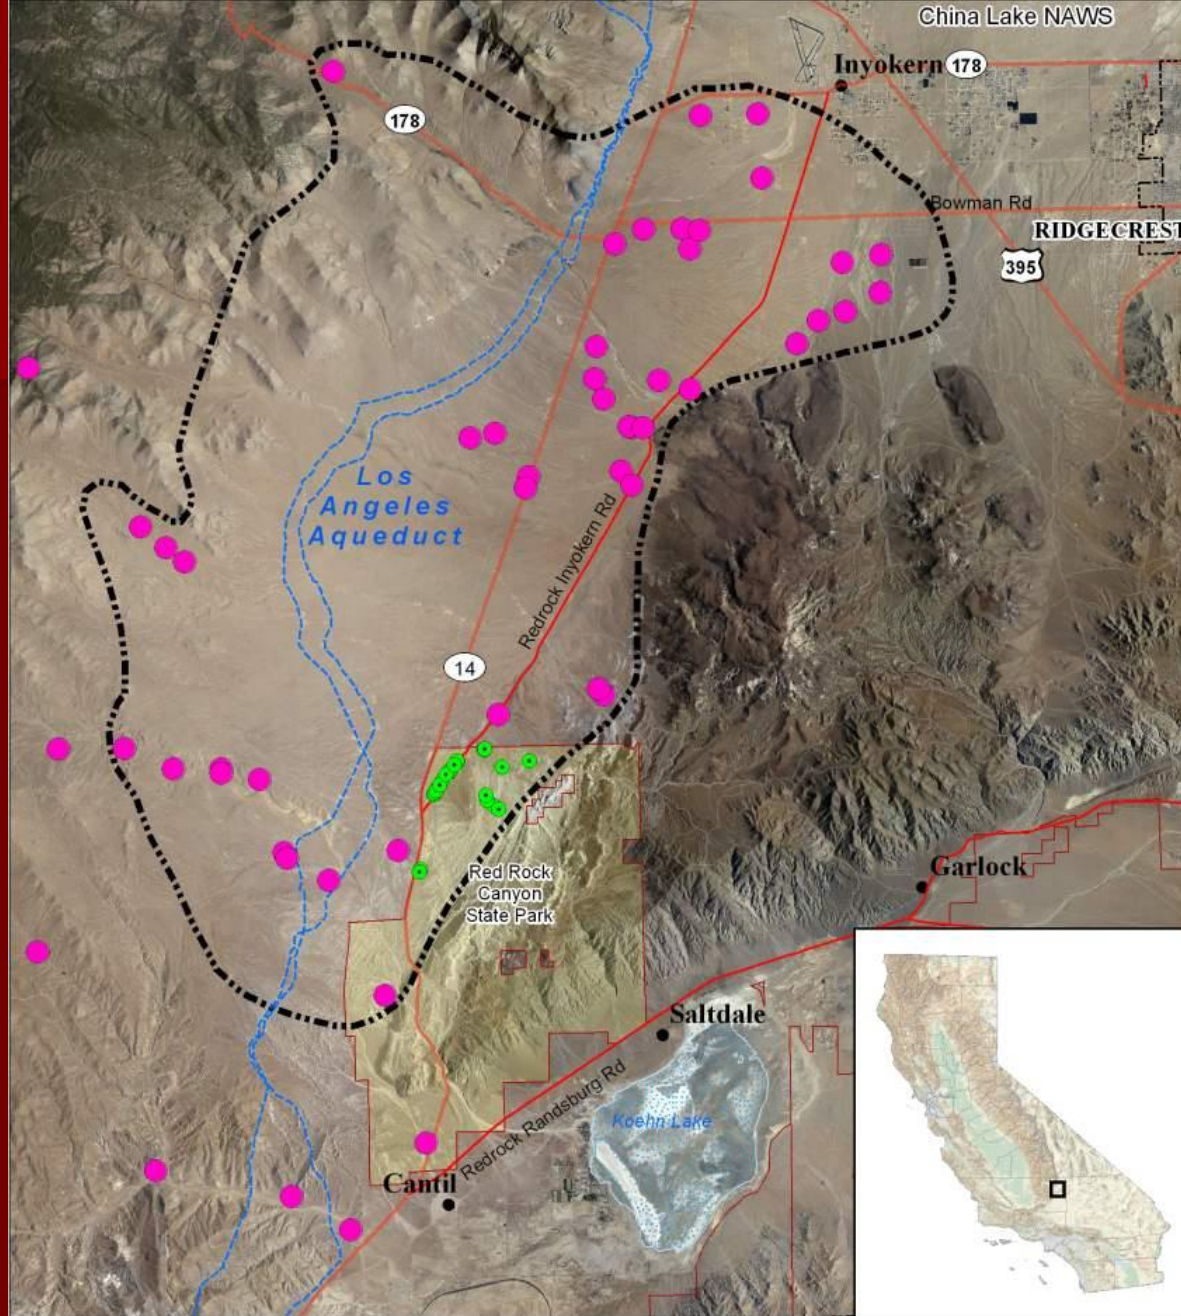 China Lake NAWS
Inyokern
178
178
Bowman Rd
RIDGECREST
395
Los
Angeles
Aqueduct
Redrock Inyokern Rd
14
Red Rock
Canyon
State Park
Garlock
Saltdale
Redrock Randsburg Rd
Koehn Lake
Cantil